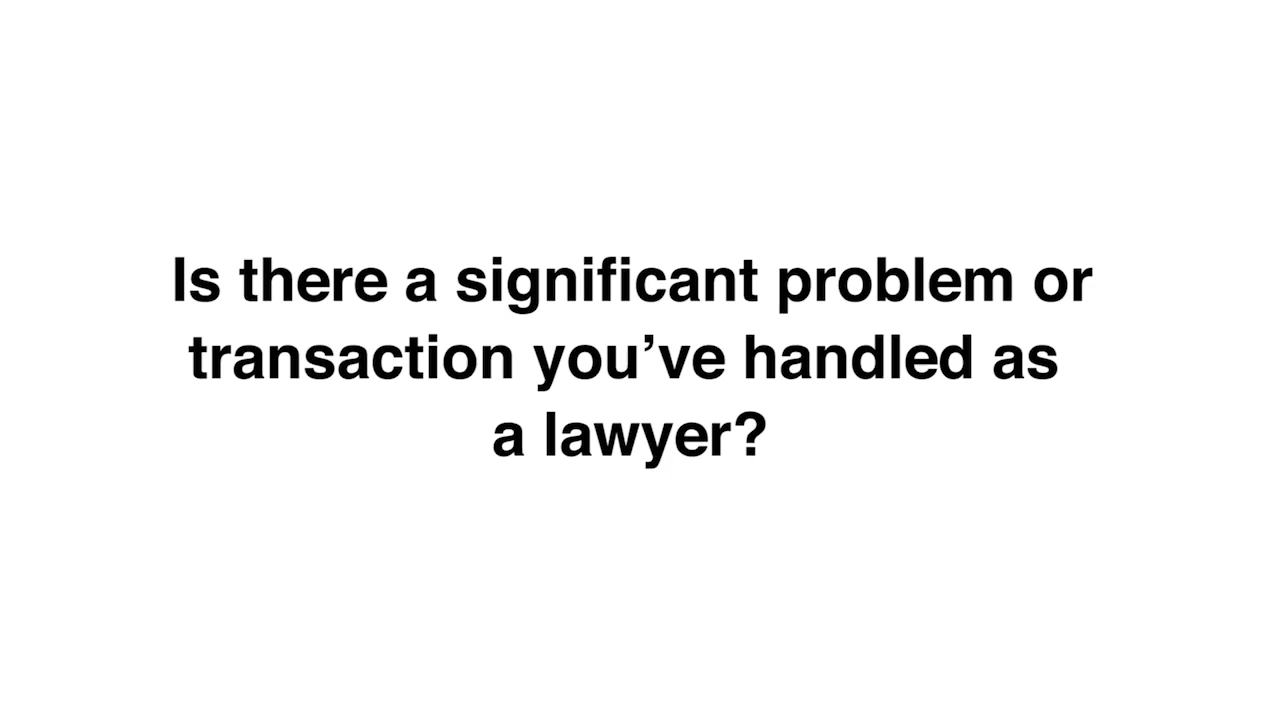 Is there a significant problem or
transaction you’ve handled as
a lawyer?